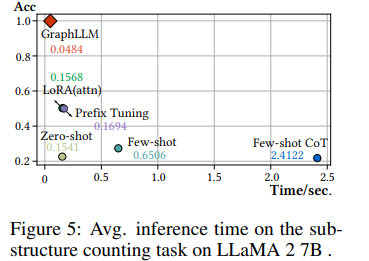 Acc
1.0
GraphLLM
0.0484
0.8
0.1568
0.6
LoRA(attn)
Prefix Tuning
0.4
0.1694
Zero-shot
0.1541
Few-shot
0.6506
Few-shot CoT
2.4122
0.2
0 0.5 1.0 1.5 2.0 2.5
Time/sec.
Figure 5: Avg. inference time on the sub-
structure counting task on LLaMA 2 7B .